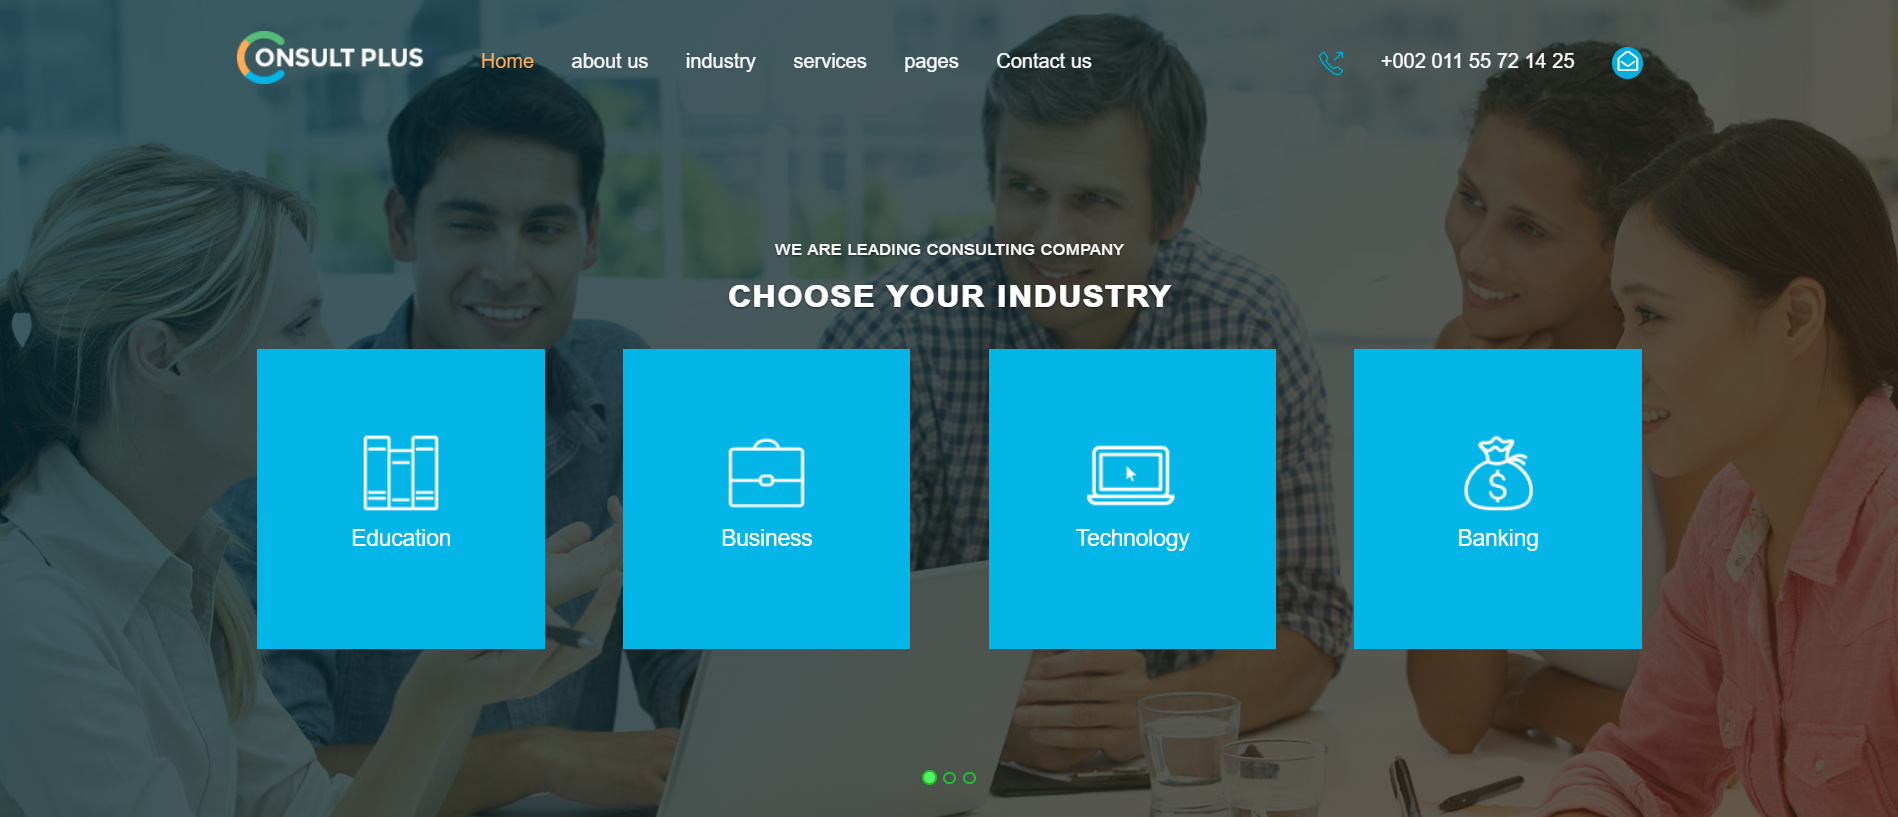 CONSULT PLUS
Home about us industry services pages Contact us
+002 011 55 72 14 25
WE ARE LEADING CONSULTING COMPANY
CHOOSE YOUR INDUSTRY
$
Education Business Technology Banking